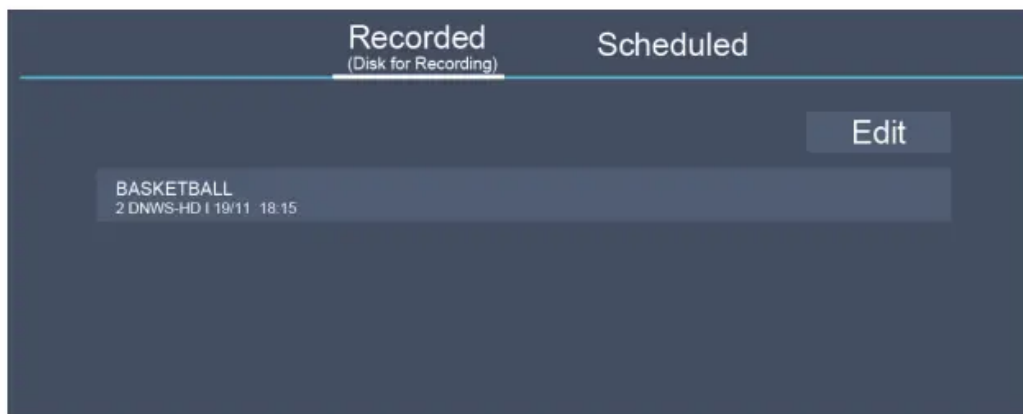 Recorded
(Disk for Recording)
Scheduled
Edit
BASKETBALL
2 DNWS-HD I 19/11 18:15